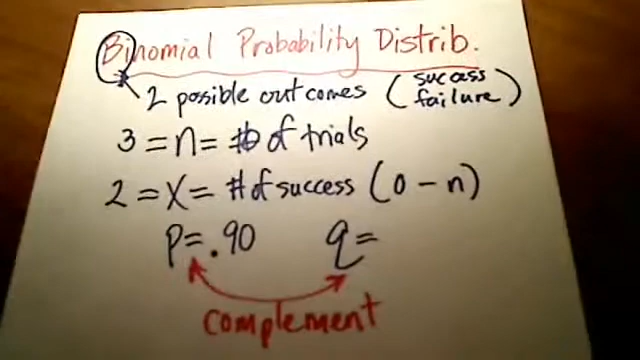 Binomial Probability Distrib.
2 possible outcomes (success failure)
3 = n = # of trials
2 = X = # of success (0 - n)
p = .90 q =
complement